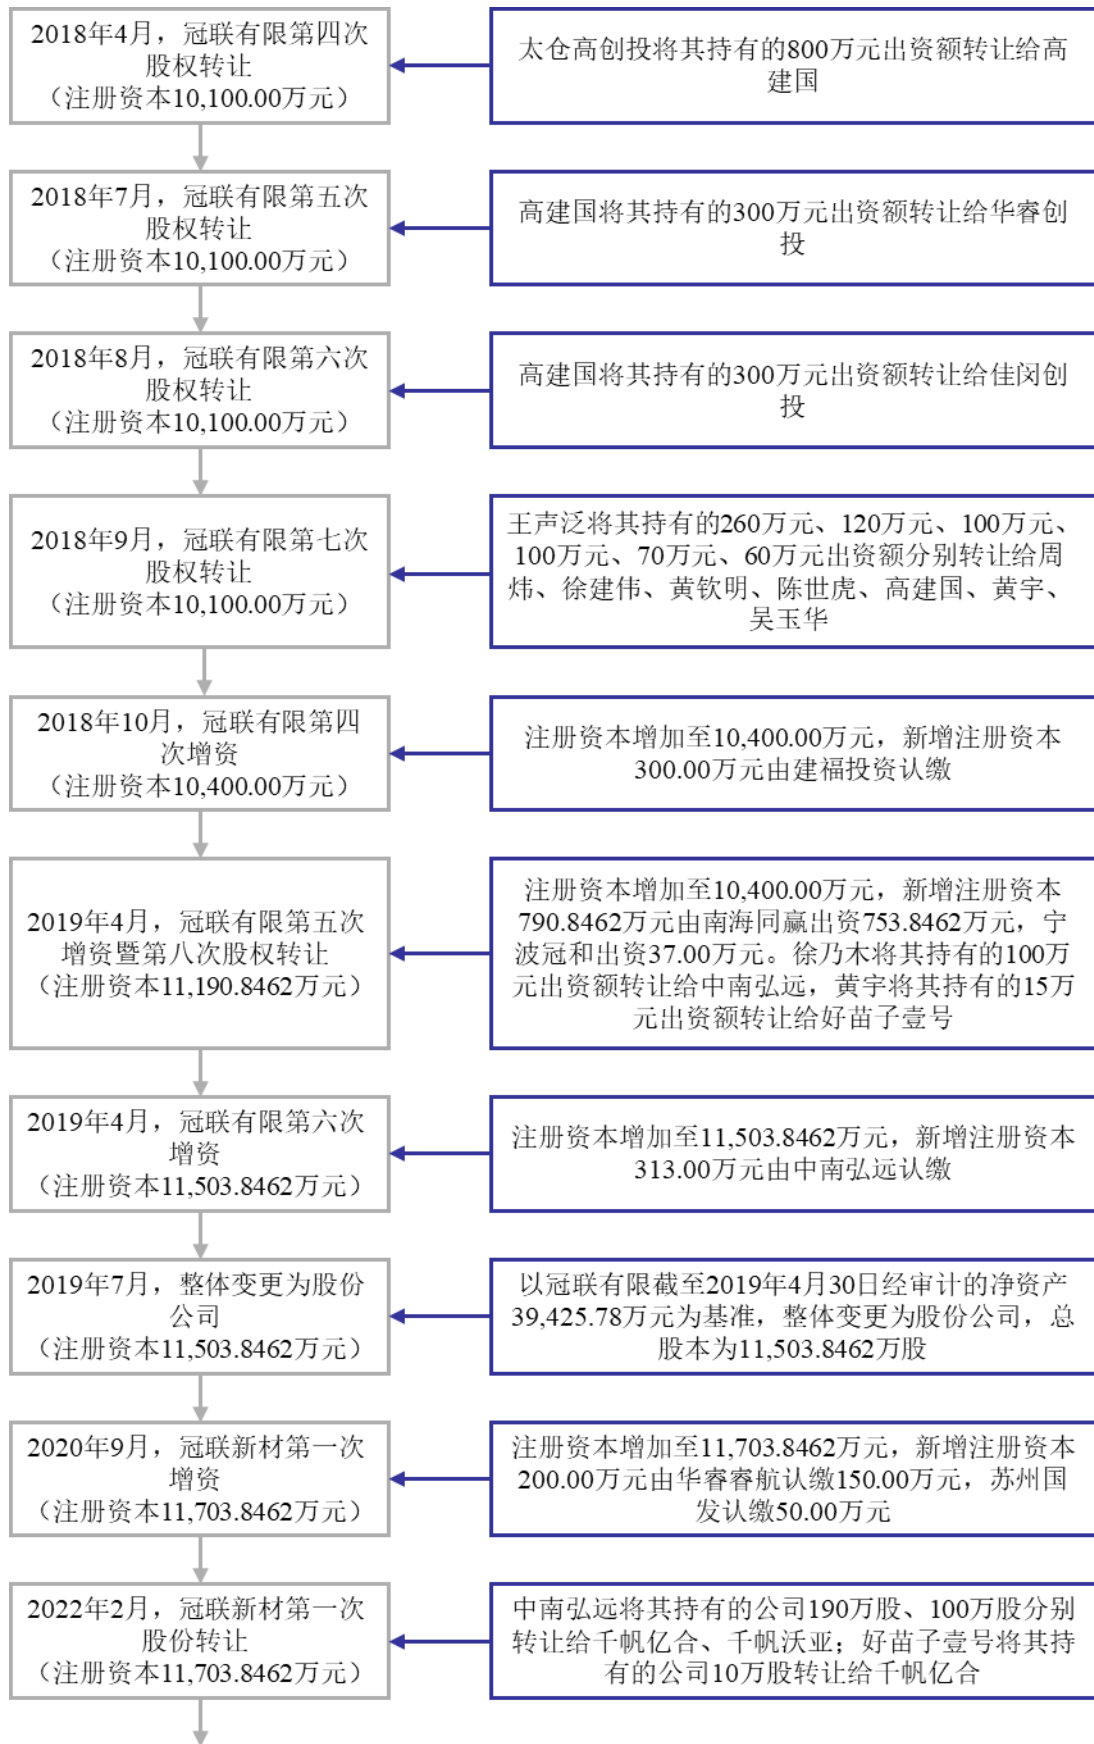 2018年4月，冠联有限第四次
股权转让
（注册资本10,100.00万元）
太仓高创投将其持有的800万元出资额转让给高
建国
2018年7月，冠联有限第五次
股权转让
（注册资本10,100.00万元）
高建国将其持有的300万元出资额转让给华睿创
投
2018年8月，冠联有限第六次
股权转让
（注册资本10,100.00万元）
高建国将其持有的300万元出资额转让给佳闵创
投
2018年9月，冠联有限第七次
股权转让
（注册资本10,100.00万元）
王声泛将其持有的260万元、120万元、100万元、
100万元、70万元、60万元出资额分别转让给周
炜、徐建伟、黄钦明、陈世虎、高建国、黄宇、
吴玉华
2018年10月，冠联有限第四
次增资
（注册资本10,400.00万元）
注册资本增加至10,400.00万元，新增注册资本
300.00万元由建福投资认缴
2019年4月，冠联有限第五次
增资暨第八次股权转让
（注册资本11,190.8462万元）
注册资本增加至10,400.00万元，新增注册资本
790.8462万元由南海同赢出资753.8462万元，宁
波冠和出资37.00万元。徐乃木将其持有的100万
元出资额转让给中南弘远，黄宇将其持有的15万
元出资额转让给好苗子壹号
2019年4月，冠联有限第六次
增资
（注册资本11,503.8462万元）
注册资本增加至11,503.8462万元，新增注册资本
313.00万元由中南弘远认缴
2019年7月，整体变更为股份
公司
（注册资本11,503.8462万元）
以冠联有限截至2019年4月30日经审计的净资产
39,425.78万元为基准，整体变更为股份公司，总
股本为11,503.8462万股
2020年9月，冠联新材第一次
增资
（注册资本11,703.8462万元）
注册资本增加至11,703.8462万元，新增注册资本
200.00万元由华睿睿航认缴150.00万元，苏州国
发认缴50.00万元
2022年2月，冠联新材第一次
股份转让
（注册资本11,703.8462万元）
中南弘远将其持有的公司190万股、100万股分别
转让给千帆亿合、千帆沃亚；好苗子壹号将其持
有的公司10万股转让给千帆亿合